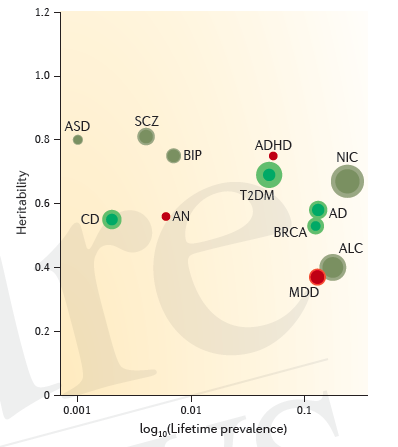 1.2
1.0
ASD
SCZ
0.8
BIP
ADHD
NIC
T2DM
Heritability
0.6
CD
AN
AD
BRCA
ALC
0.4
MDD
0.2
0
0.001
0.01
0.1
log₁₀(Lifetime prevalence)